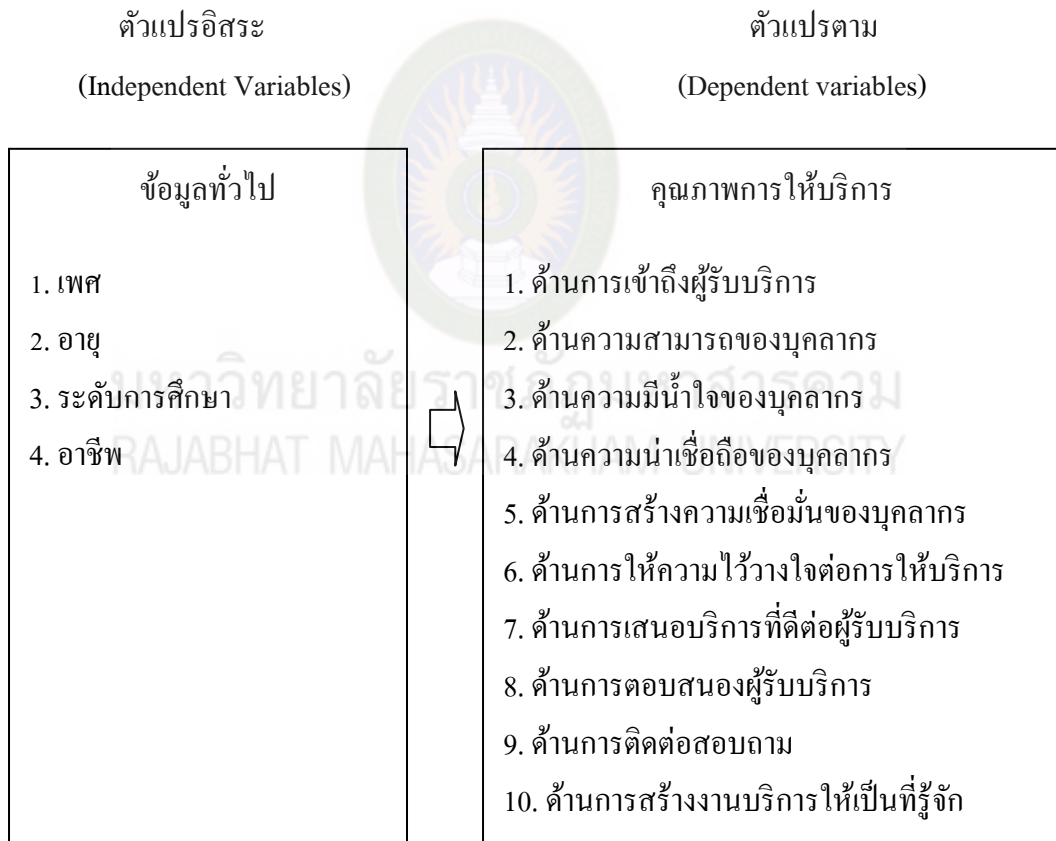 ตัวแปรอิสระ
(Independent Variables)
ตัวแปรตาม
(Dependent variables)
ข้อมูลทั่วไป
1. เพศ
2. อายุ
3. ระดับการศึกษา
4. อาชีพ
คุณภาพการให้บริการ
1. ด้านการเข้าถึงผู้รับบริการ
2. ด้านความสามารถของบุคลากร
3. ด้านความมีน้ำใจของบุคลากร
4. ด้านความน่าเชื่อถือของบุคลากร
5. ด้านการสร้างความเชื่อมั่นของบุคลากร
6. ด้านการให้ความไว้วางใจต่อการให้บริการ
7. ด้านการเสนอบริการที่ดีต่อผู้รับบริการ
8. ด้านการตอบสนองผู้รับบริการ
9. ด้านการติดต่อสอบถาม
10. ด้านการสร้างงานบริการให้เป็นที่รู้จัก
มหาวิทยาลัยราชภัฏมหาสารคาม
RAJABHAT MAHASARAKHAM UNIVERSITY